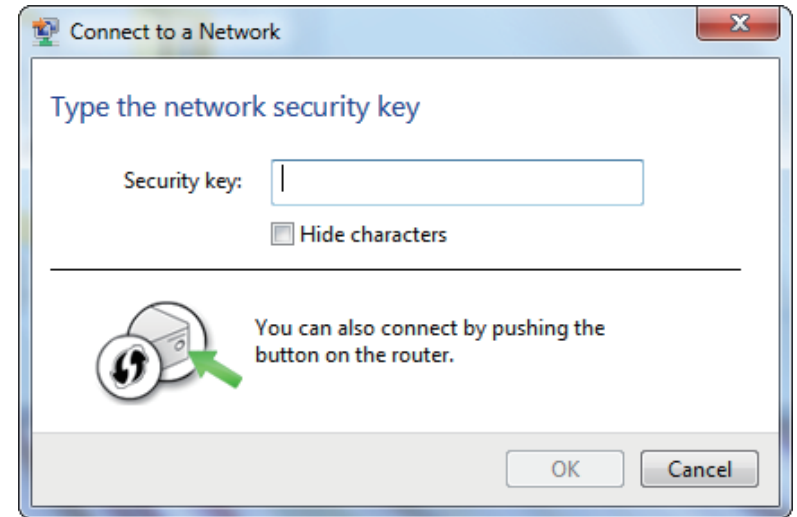 Connect to a Network
Type the network security key
Security key:
Hide characters
You can also connect by pushing the
button on the router.
OK
Cancel